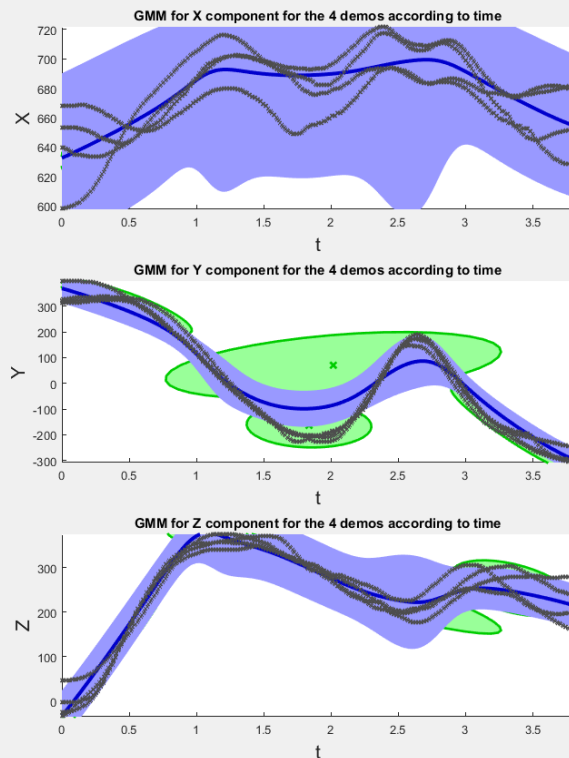 GMM for X component for the 4 demos according to time
720
700
680
660
640
620
600
X
0 0.5 1 1.5 2 2.5 3 3.5
t
GMM for Y component for the 4 demos according to time
300
200
100
0
-100
-200
-300
Y
0 0.5 1 1.5 2 2.5 3 3.5
t
GMM for Z component for the 4 demos according to time
300
200
100
0
Z
0 0.5 1 1.5 2 2.5 3 3.5
t